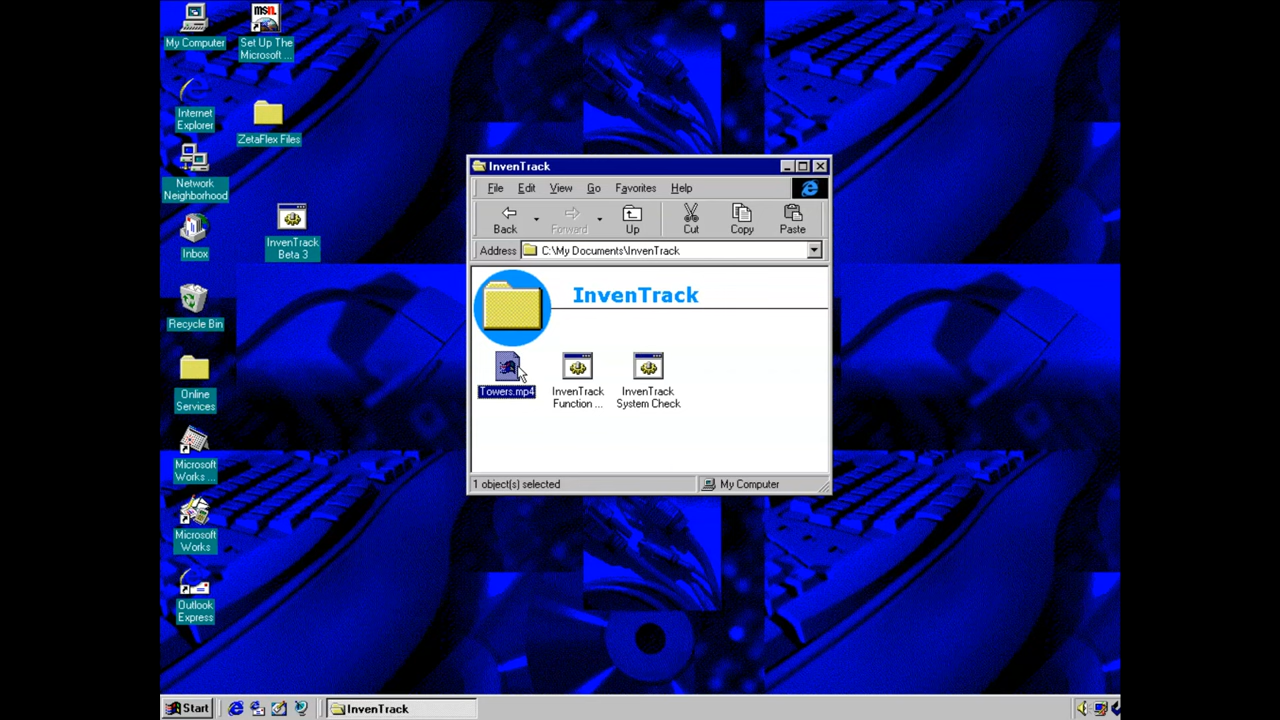 My Computer
msn
Set Up The
Microsoft ...
Internet
Explorer
ZetaFlex Files
Network
Neighborhood
InvenTrack
Beta 3
Inbox
Recycle Bin
Online
Services
Microsoft
Works ...
Microsoft
Works
Outlook
Express
InvenTrack
File Edit View Go Favorites Help
Back Forward Up Cut Copy Paste
Address C:\My Documents\InvenTrack
InvenTrack
Towers.mp4
InvenTrack
Function ...
InvenTrack
System Check
1 object(s) selected My Computer
Start InvenTrack